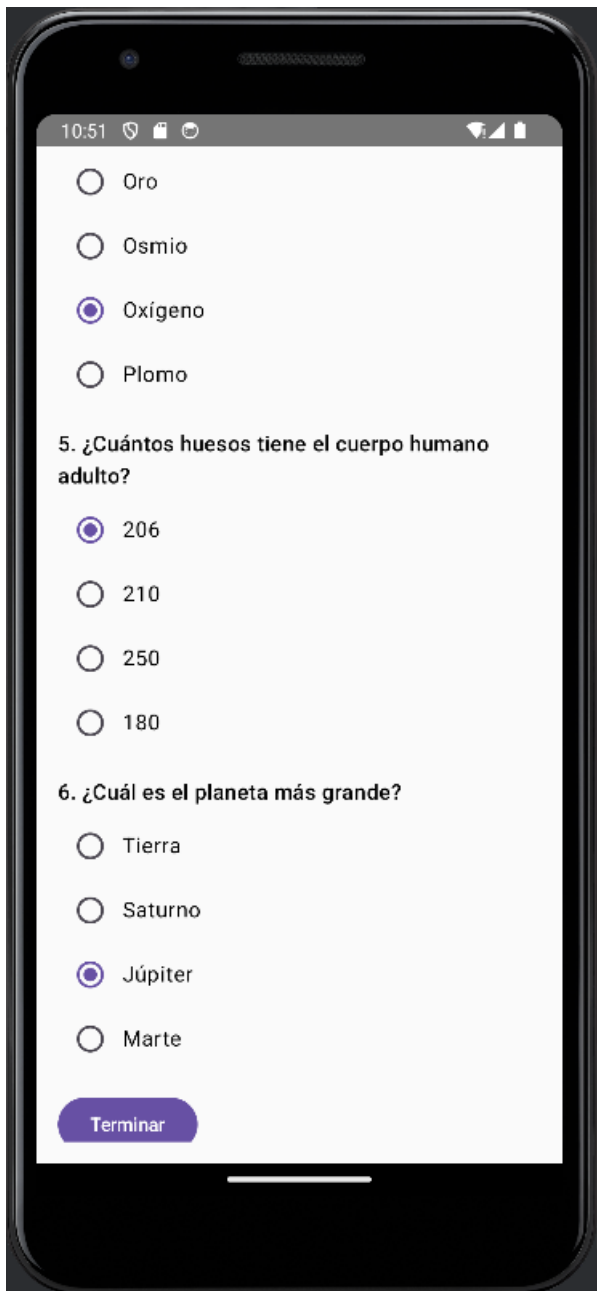 10:51
Oro
Osmio
Oxígeno
Plomo
5. ¿Cuántos huesos tiene el cuerpo humano
adulto?
206
210
250
180
6. ¿Cuál es el planeta más grande?
Tierra
Saturno
Júpiter
Marte
Terminar